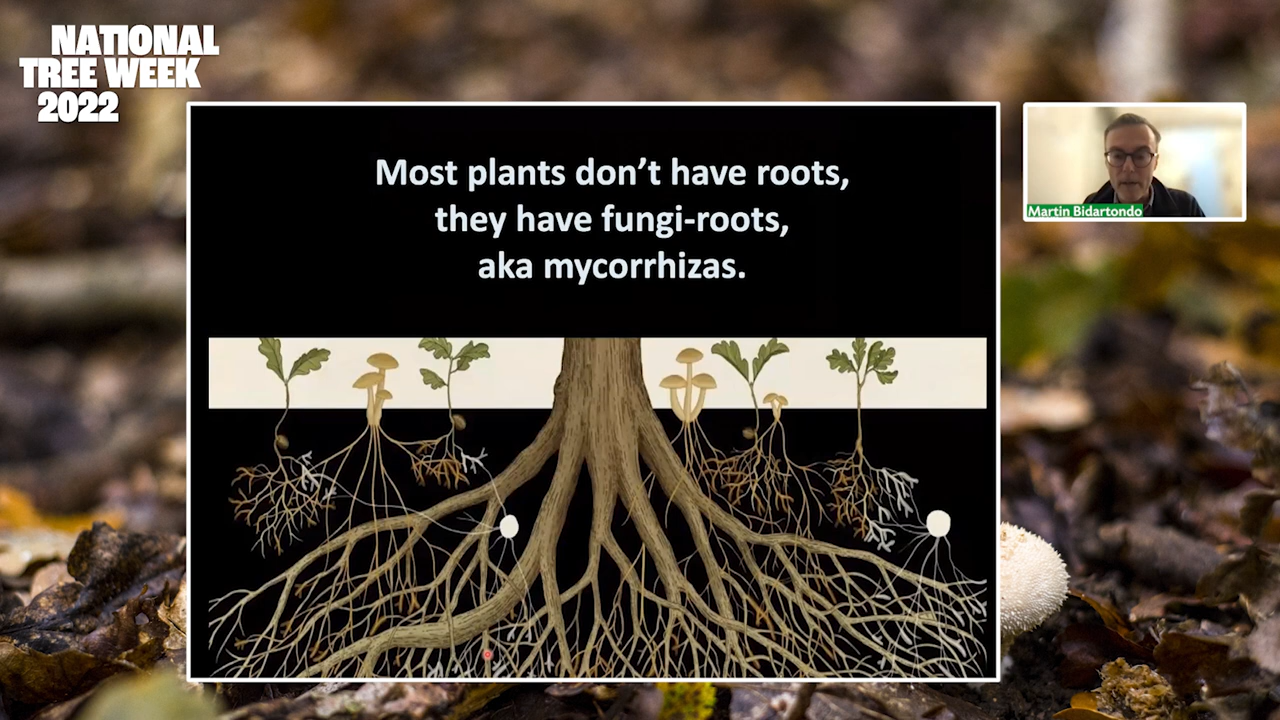 NATIONAL
TREE WEEK
2022
Most plants don’t have roots,
they have fungi-roots,
aka mycorrhizas.
Martin Bidartondo